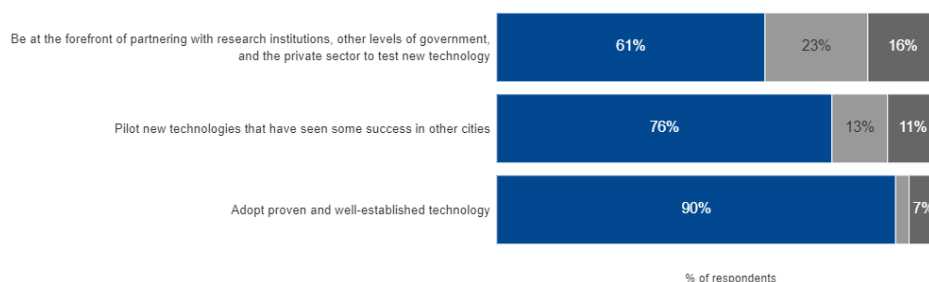 Be at the forefront of partnering with research institutions, other levels of government,
and the private sector to test new technology
61%
23%
16%
Pilot new technologies that have seen some success in other cities
76%
13%
11%
Adopt proven and well-established technology
90%
7%
% of respondents